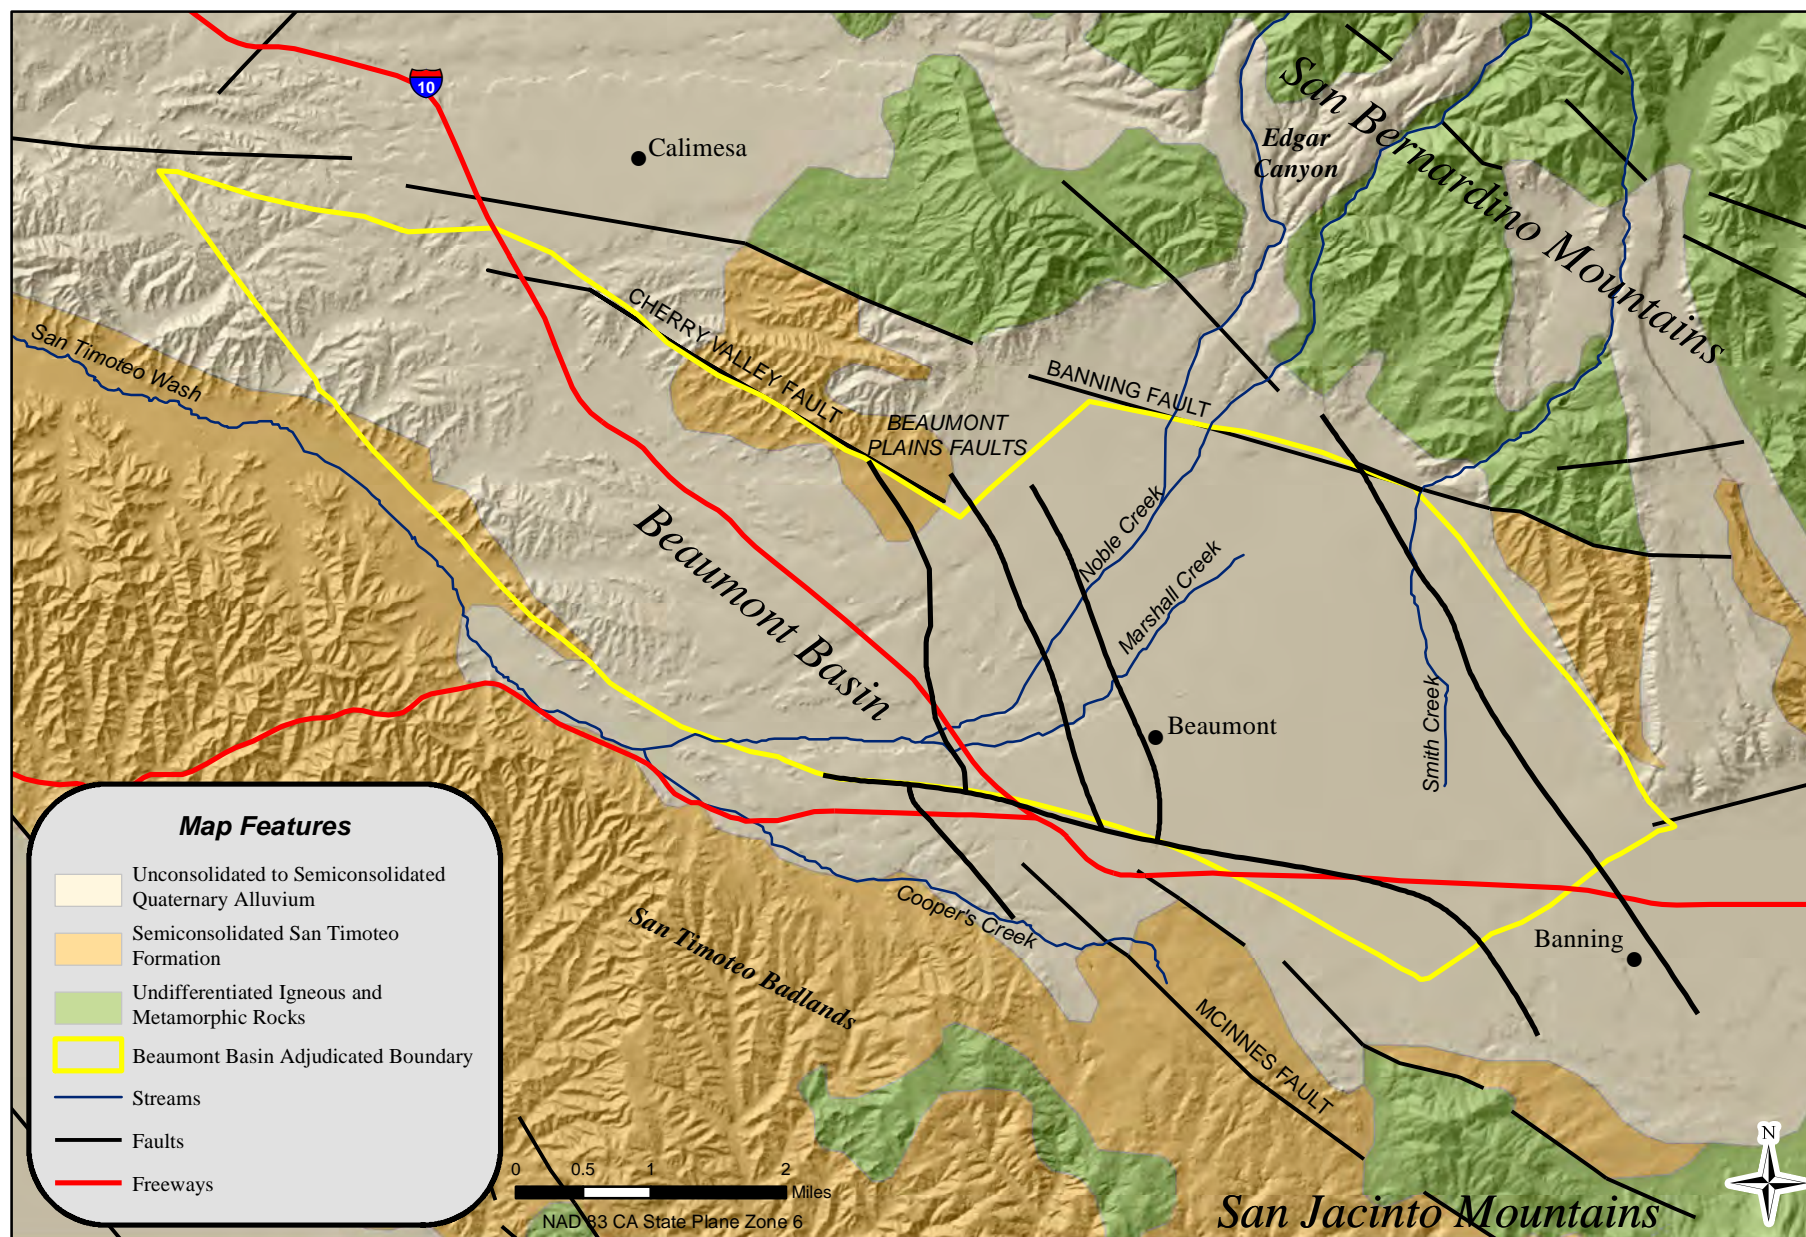 10
Calimesa
San Bernardino Mountains
Edgar
Canyon
San Timoteo Wash
CHERRY VALLEY FAULT
BANNING FAULT
BEAUMONT
PLAINS FAULTS
Beaumont Basin
Noble Creek
Marshall Creek
Smith Creek
Beaumont
Banning
Cooper's Creek
San Timoteo Badlands
MCINNES FAULT
San Jacinto Mountains
Map Features
Unconsolidated to Semiconsolidated
Quaternary Alluvium
Semiconsolidated San Timoteo
Formation
Undifferentiated Igneous and
Metamorphic Rocks
Beaumont Basin Adjudicated Boundary
Streams
Faults
Freeways
0 0.5 1 2
Miles
NAD 83 CA State Plane Zone 6
N